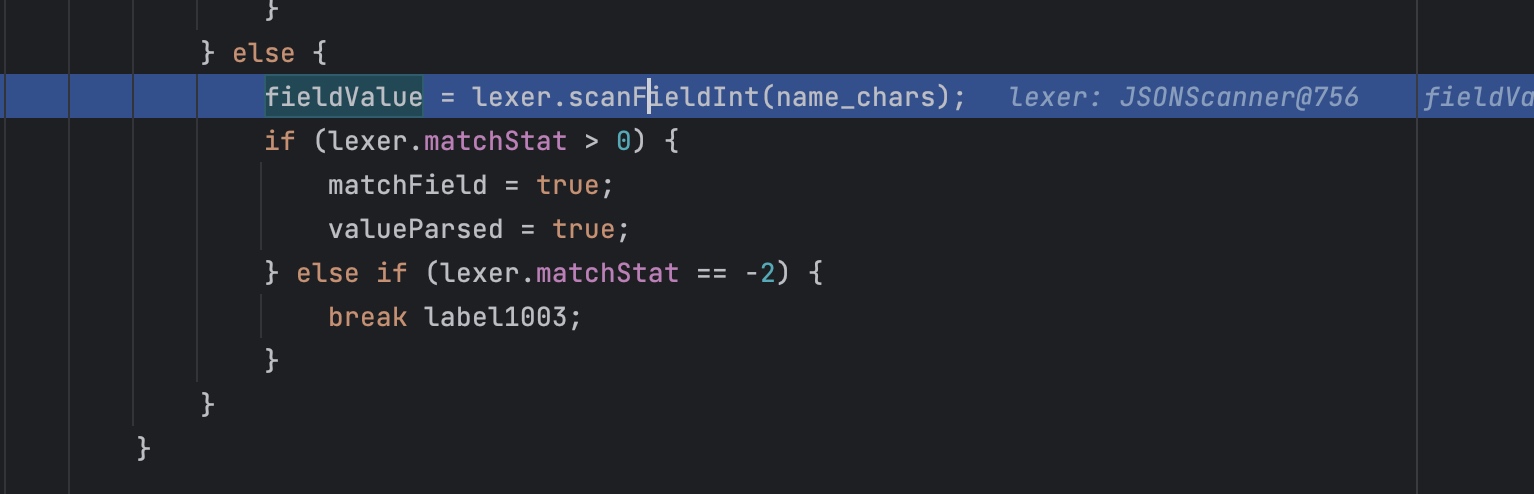 }
} else {
fieldValue = lexer.scanFieldInt(name_chars);   lexer: JSONScanner@756    fieldVa
if (lexer.matchStat > 0) {
matchField = true;
valueParsed = true;
} else if (lexer.matchStat == -2) {
break label1003;
}
}
}